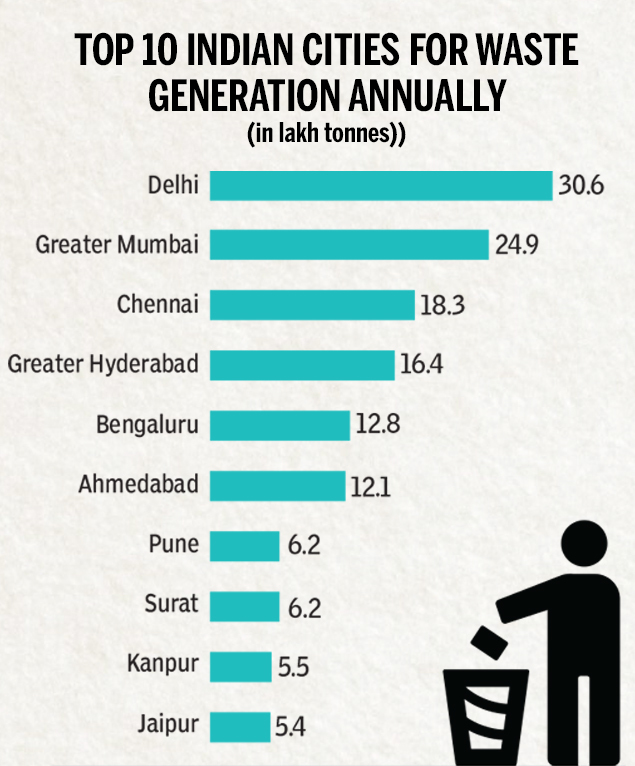 TOP 10 INDIAN CITIES FOR WASTE
GENERATION ANNUALLY
(in lakh tonnes))
Delhi 30.6
Greater Mumbai 24.9
Chennai 18.3
Greater Hyderabad 16.4
Bengaluru 12.8
Ahmedabad 12.1
Pune 6.2
Surat 6.2
Kanpur 5.5
Jaipur 5.4